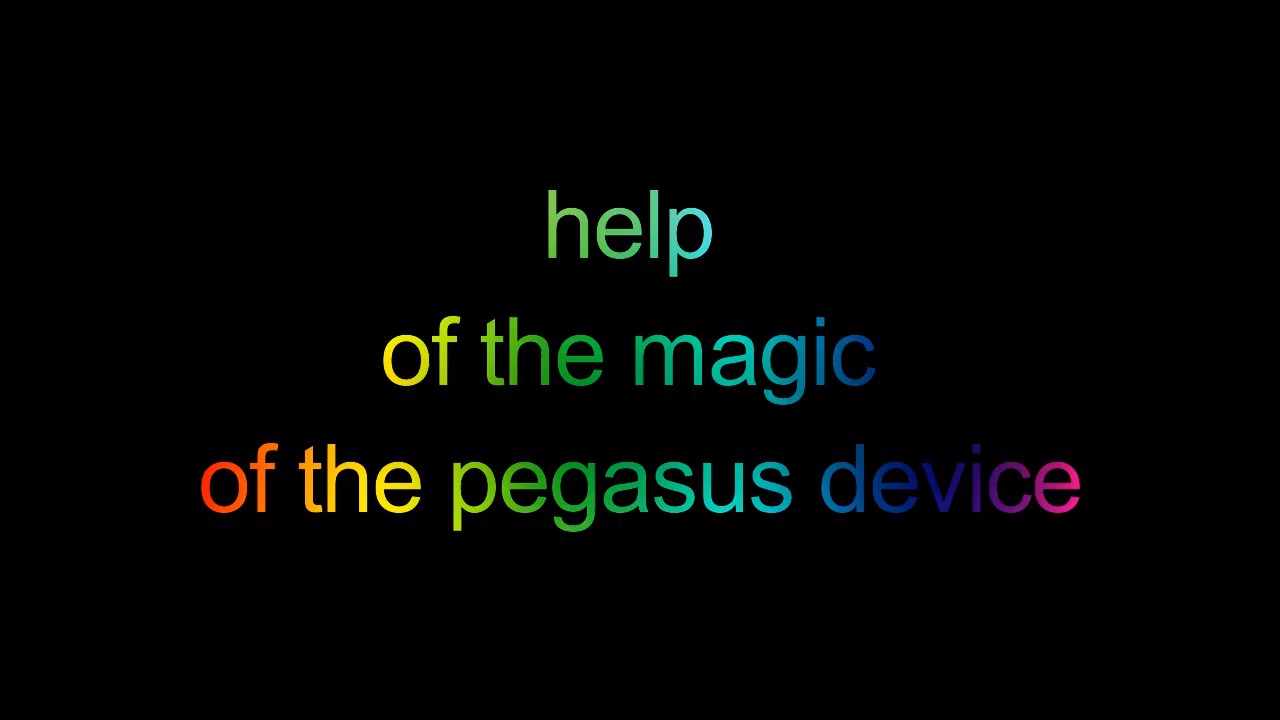 help
of the magic
of the pegasus device